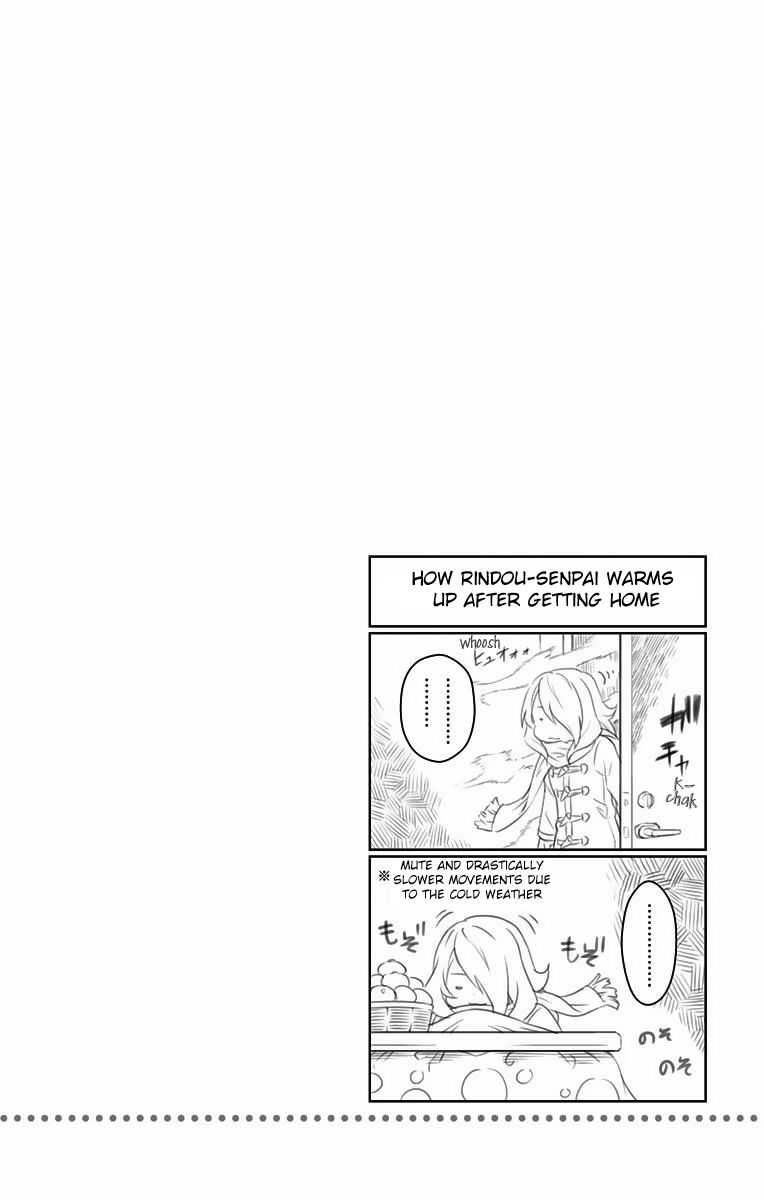 HOW RINDOU-SENPAI WARMS
UP AFTER GETTING HOME
whoosh
ヒュオォォ
ガチャ
K-
chak
………
………
※ MUTE AND DRASTICALLY
SLOWER MOVEMENTS DUE
TO THE COLD WEATHER
…………
もぞ
もぞ
のそ
のそ